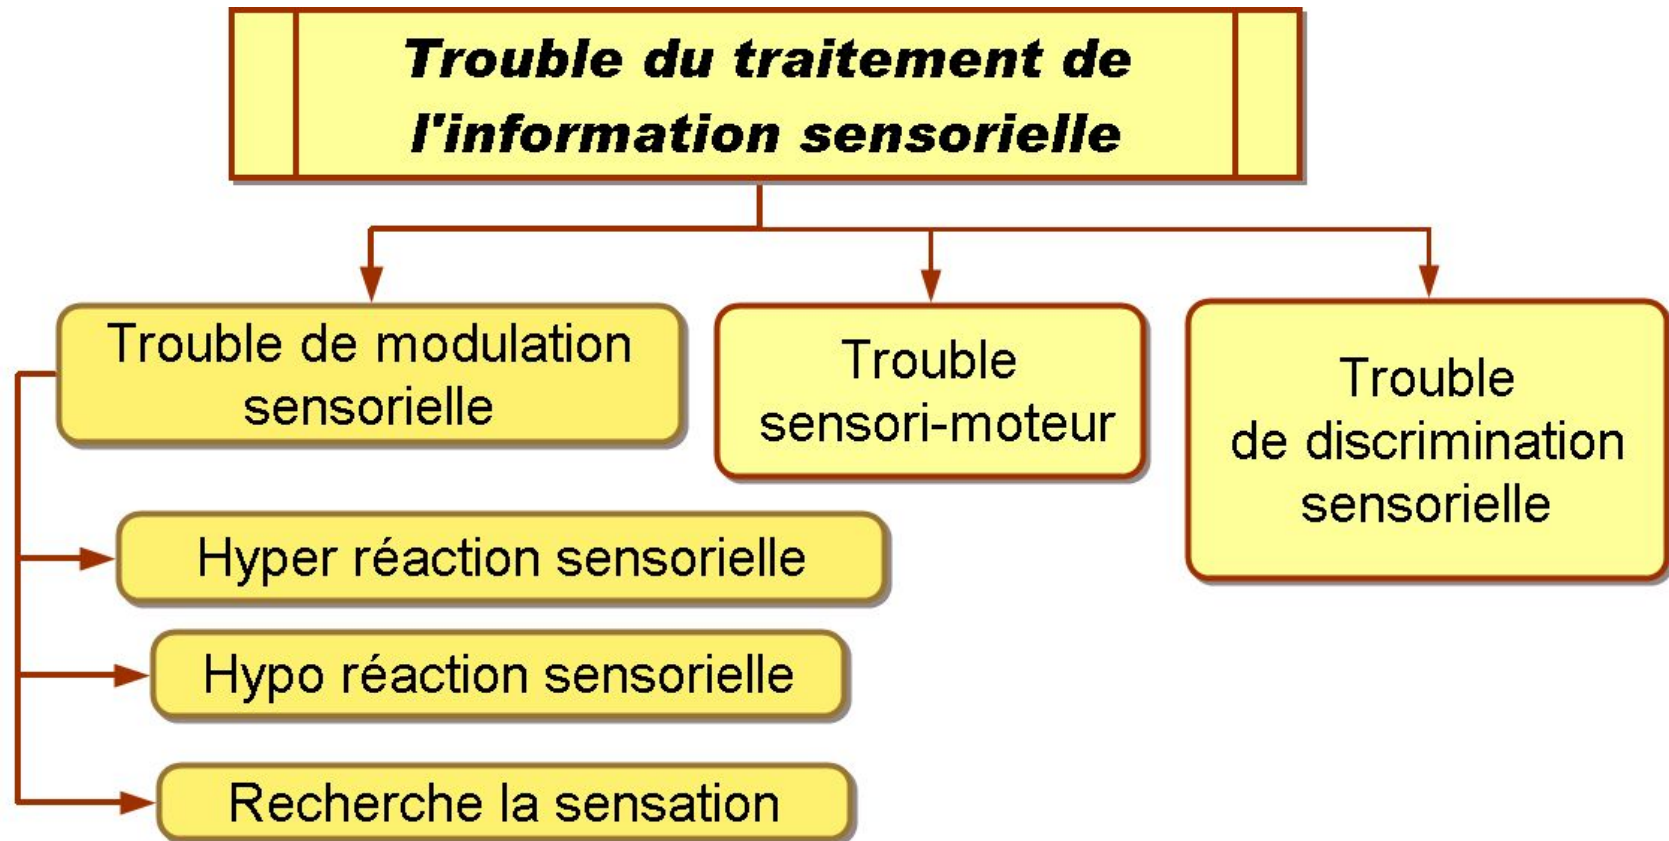 Trouble du traitement de
l'information sensorielle
Trouble de modulation
sensorielle
Trouble
sensori-moteur
Trouble
de discrimination
sensorielle
Hyper réaction sensorielle
Hypo réaction sensorielle
Recherche la sensation